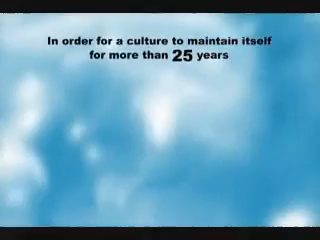 In order for a culture to maintain itself
for more than 25 years